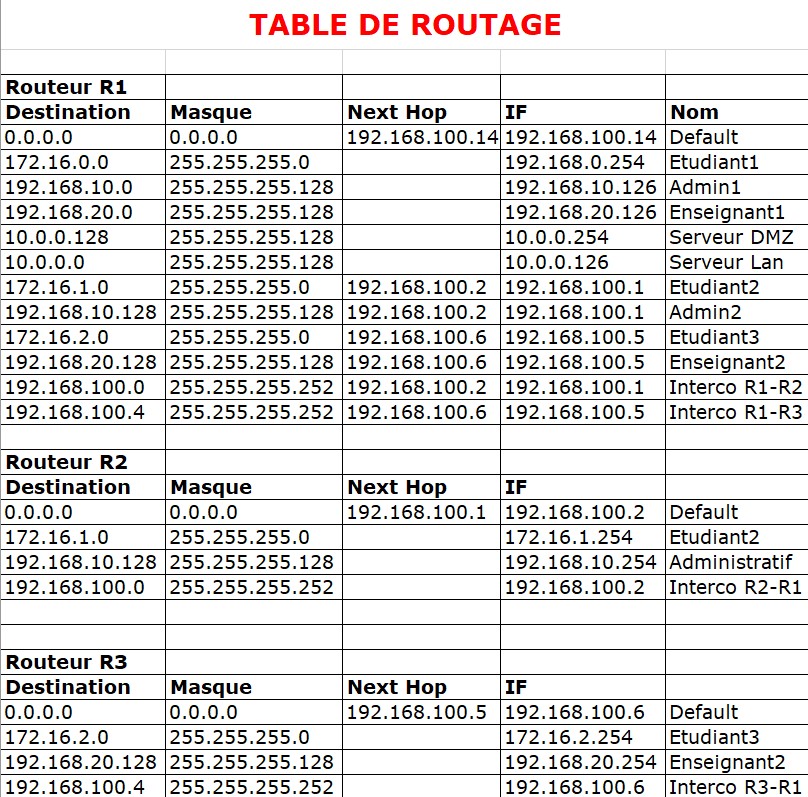 TABLE DE ROUTAGE
Routeur R1
Destination Masque Next Hop IF Nom
0.0.0.0 0.0.0.0 192.168.100.14 192.168.100.14 Default
172.16.0.0 255.255.255.0 192.168.0.254 Etudiant1
192.168.10.0 255.255.255.128 192.168.10.126 Admin1
192.168.20.0 255.255.255.128 192.168.20.126 Enseignant1
10.0.0.128 255.255.255.128 10.0.0.254 Serveur DMZ
10.0.0.0 255.255.255.128 10.0.0.126 Serveur Lan
172.16.1.0 255.255.255.0 192.168.100.2 192.168.100.1 Etudiant2
192.168.10.128 255.255.255.128 192.168.100.2 192.168.100.1 Admin2
172.16.2.0 255.255.255.0 192.168.100.6 192.168.100.5 Etudiant3
192.168.20.128 255.255.255.128 192.168.100.6 192.168.100.5 Enseignant2
192.168.100.0 255.255.255.252 192.168.100.2 192.168.100.1 Interco R1-R2
192.168.100.4 255.255.255.252 192.168.100.6 192.168.100.5 Interco R1-R3
Routeur R2
Destination Masque Next Hop IF
0.0.0.0 0.0.0.0 192.168.100.1 192.168.100.2 Default
172.16.1.0 255.255.255.0 172.16.1.254 Etudiant2
192.168.10.128 255.255.255.128 192.168.10.254 Administratif
192.168.100.0 255.255.255.252 192.168.100.2 Interco R2-R1
Routeur R3
Destination Masque Next Hop IF
0.0.0.0 0.0.0.0 192.168.100.5 192.168.100.6 Default
172.16.2.0 255.255.255.0 172.16.2.254 Etudiant3
192.168.20.128 255.255.255.128 192.168.20.254 Enseignant2
192.168.100.4 255.255.255.252 192.168.100.6 Interco R3-R1